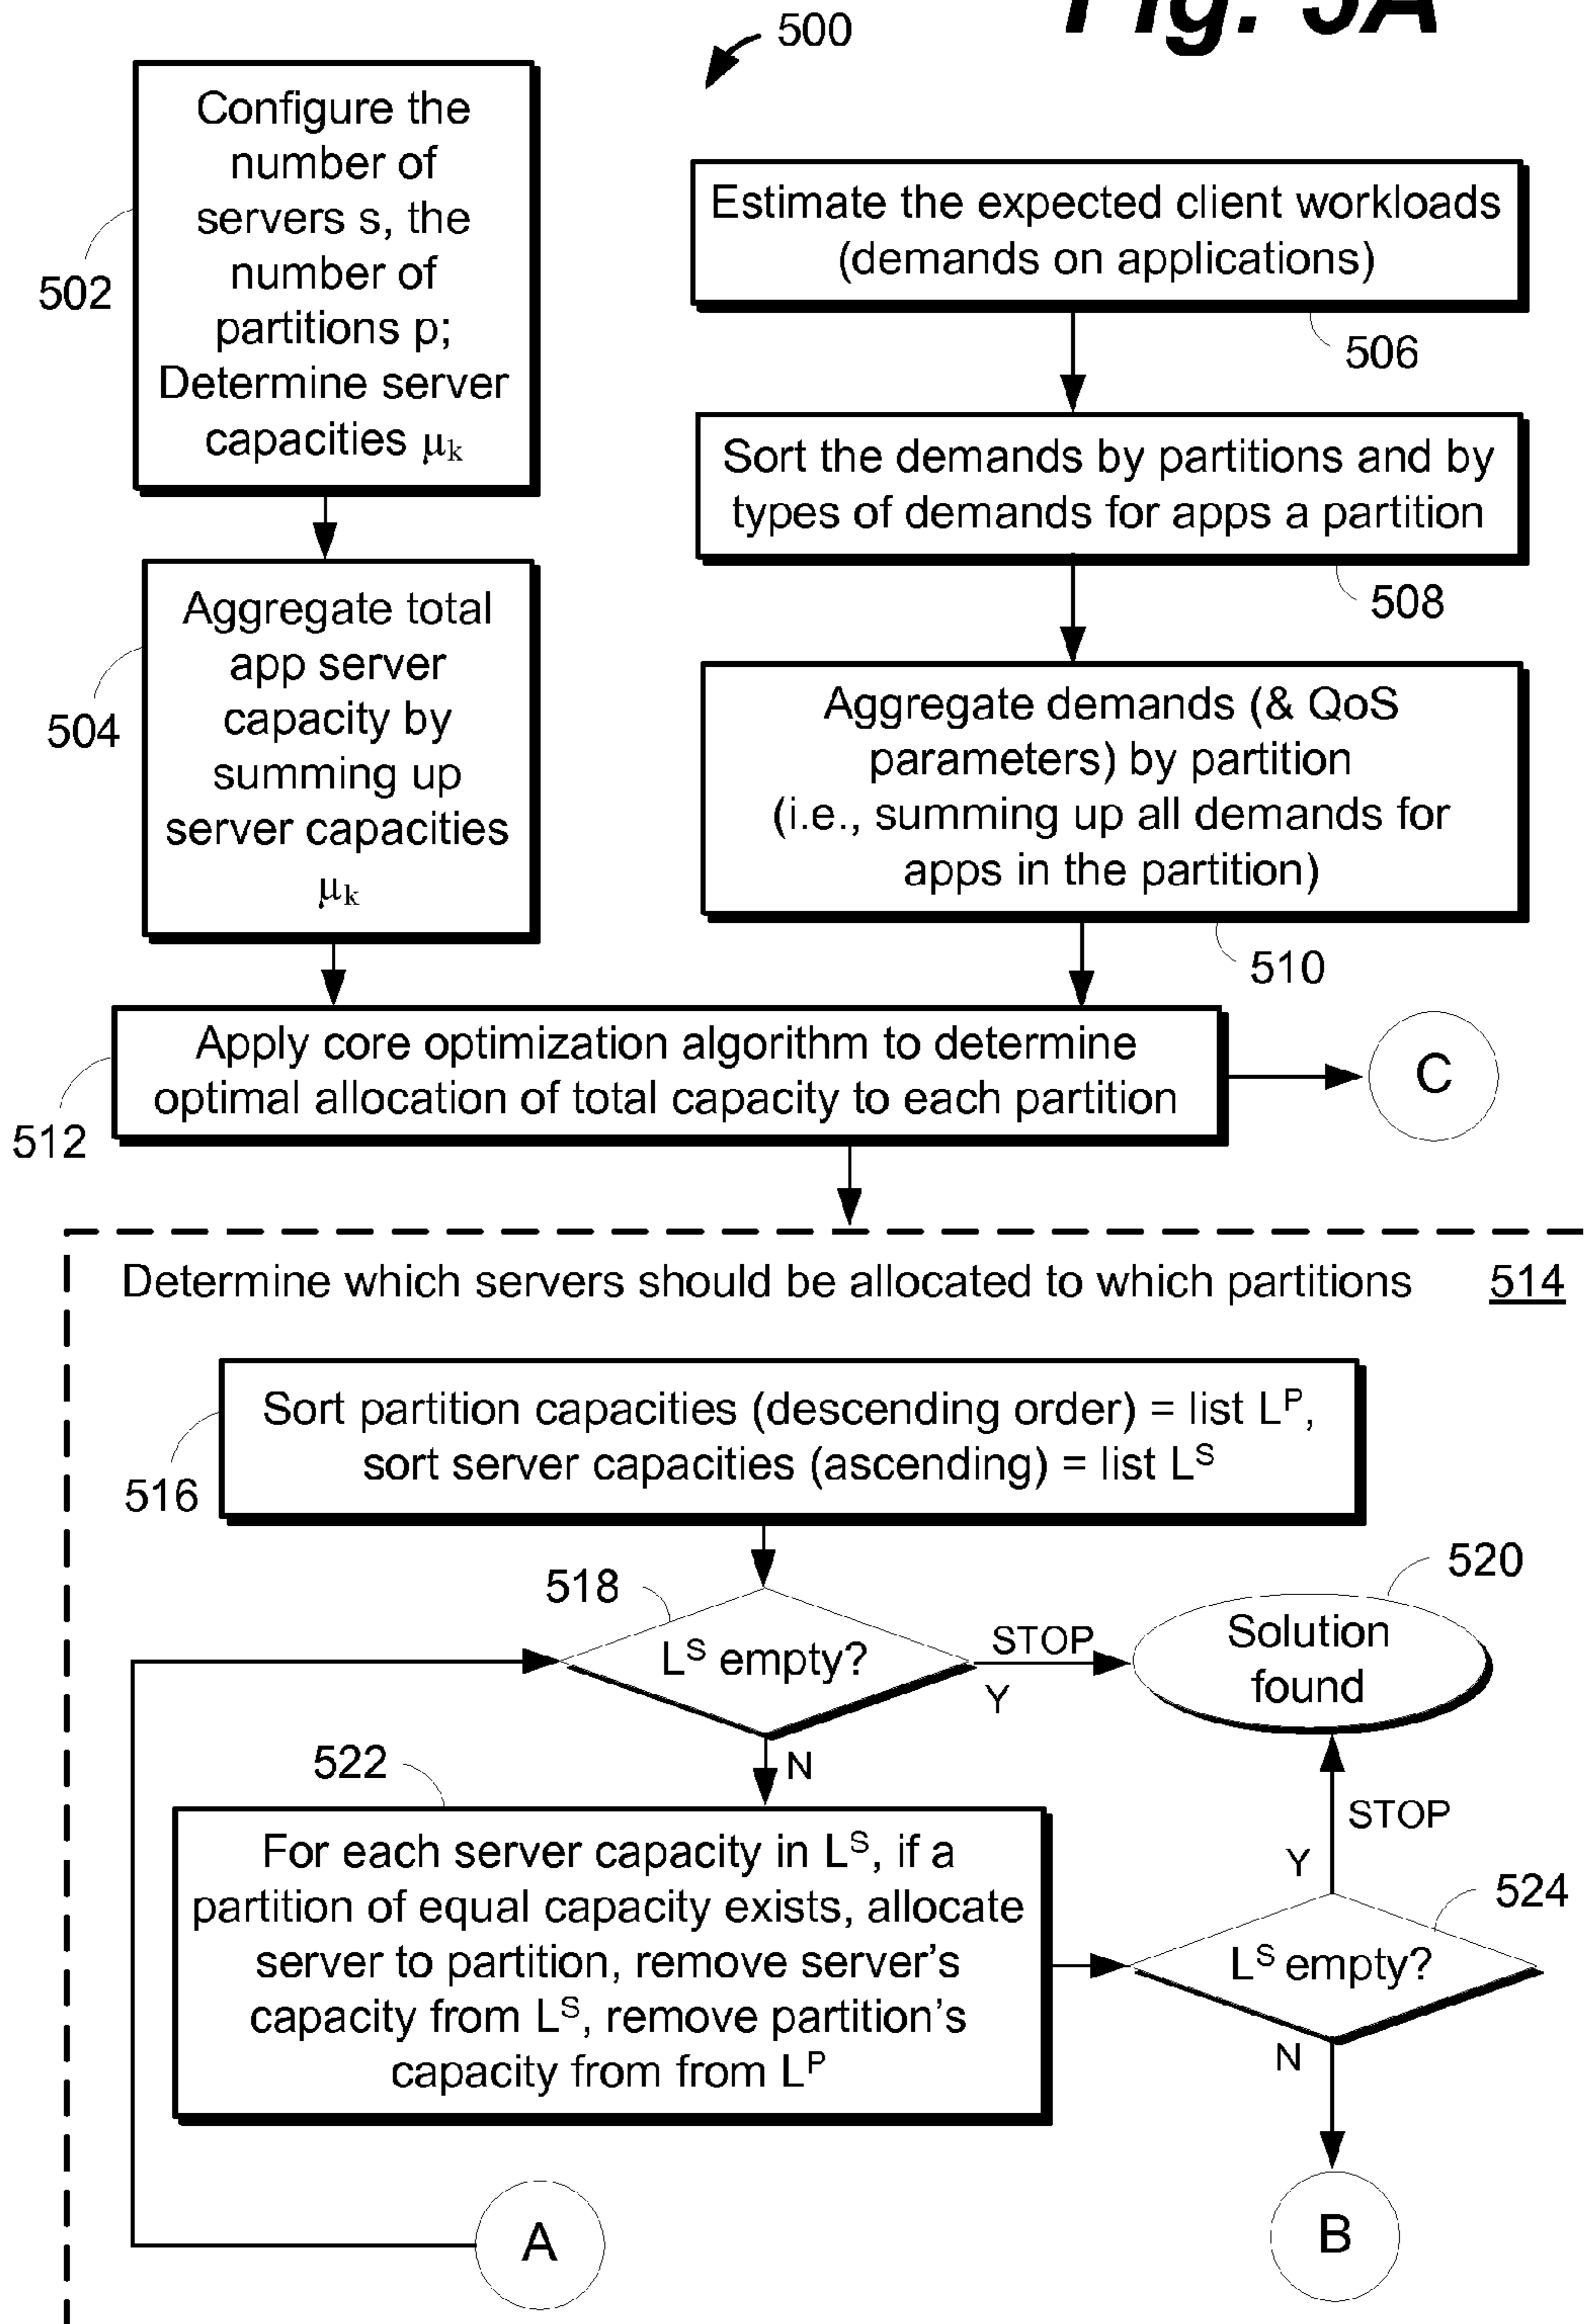 Fig. 5A
500
Configure the
number of
servers s, the
number of
partitions p;
Determine server
capacities μk
502
Aggregate total
app server
capacity by
summing up
server capacities
μk
504
Estimate the expected client workloads
(demands on applications)
506
Sort the demands by partitions and by
types of demands for apps a partition
508
Aggregate demands (& QoS
parameters) by partition
(i.e., summing up all demands for
apps in the partition)
510
Apply core optimization algorithm to determine
optimal allocation of total capacity to each partition
512
C
Determine which servers should be allocated to which partitions 514
Sort partition capacities (descending order) = list L^P,
sort server capacities (ascending) = list L^S
516
518
L^S empty?
STOP
Y
520
Solution
found
N
522
For each server capacity in L^S, if a
partition of equal capacity exists, allocate
server to partition, remove server's
capacity from L^S, remove partition's
capacity from from L^P
STOP
Y
524
L^S empty?
N
A
B